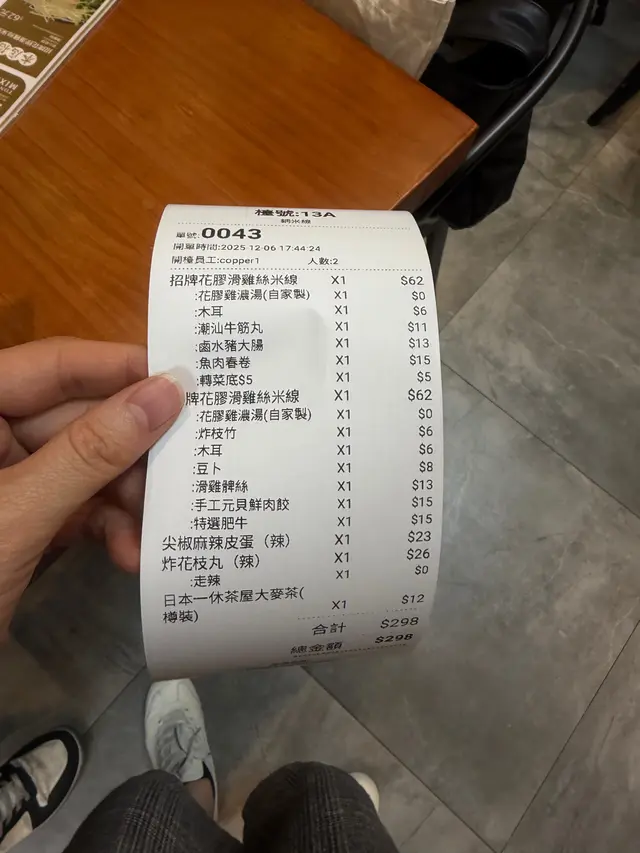 檯號:13A
單號:0043
開單時間:2025-12-06 17:44:24
開檯員工:copper1 人數:2
招牌花膠滑雞絲米線 X1 $62
:花膠雞濃湯(自家製) X1 $0
:木耳 X1 $6
:潮汕牛筋丸 X1 $11
:鹵水豬大腸 X1 $13
:魚肉春卷 X1 $15
:轉菜底$5 X1 $5
牌花膠滑雞絲米線 X1 $62
:花膠雞濃湯(自家製) X1 $0
:炸枝竹 X1 $6
:木耳 X1 $6
:豆卜 X1 $8
:滑雞髀絲 X1 $13
:手工元貝鮮肉餃 X1 $15
:特選肥牛 X1 $15
尖椒麻辣皮蛋（辣） X1 $23
炸花枝丸（辣） X1 $26
:走辣 X1 $0
日本一休茶屋大麥茶(
樽裝) X1 $12
合計 $298
總金額 $298